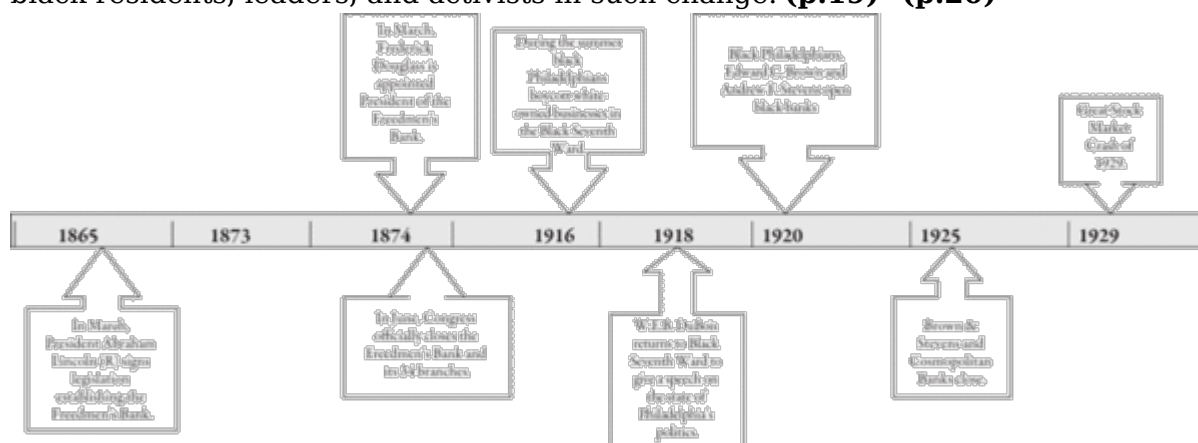 black residents, leaders, and activists in such change. (p.19) - (p.20)
In March,
Frederick
Douglass is
appointed
President of the
Freedmen's
Bank.
During the summer
black
Philadelphians
boycott white-
owned businesses in
the Black Seventh
Ward
Black Philadelphians,
Edward C. Brown and
Andrew F. Stevens open
black banks
Great Stock
Market
Crash of
1929.
1865 1873 1874 1916 1918 1920 1925 1929
In March,
President Abraham
Lincoln (R) signs
legislation
establishing the
Freedmen's Bank.
In June, Congress
officially closes the
Freedmen's Bank and
its 34 branches.
W.E.B. DuBois
returns to Black
Seventh Ward to
give a speech on
the state of
Philadelphia's
politics.
Brown &
Stevens and
Cosmopolitan
Banks close.